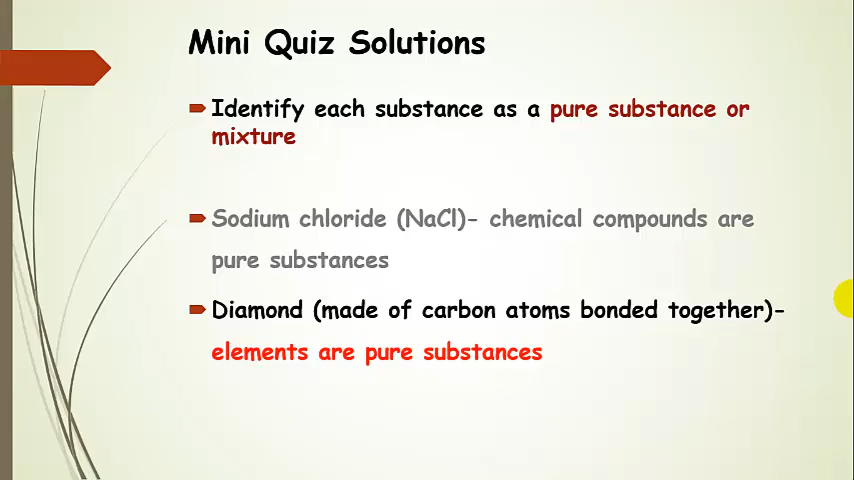 Mini Quiz Solutions
Identify each substance as a pure substance or
mixture
Sodium chloride (NaCl)- chemical compounds are
pure substances
Diamond (made of carbon atoms bonded together)-
elements are pure substances